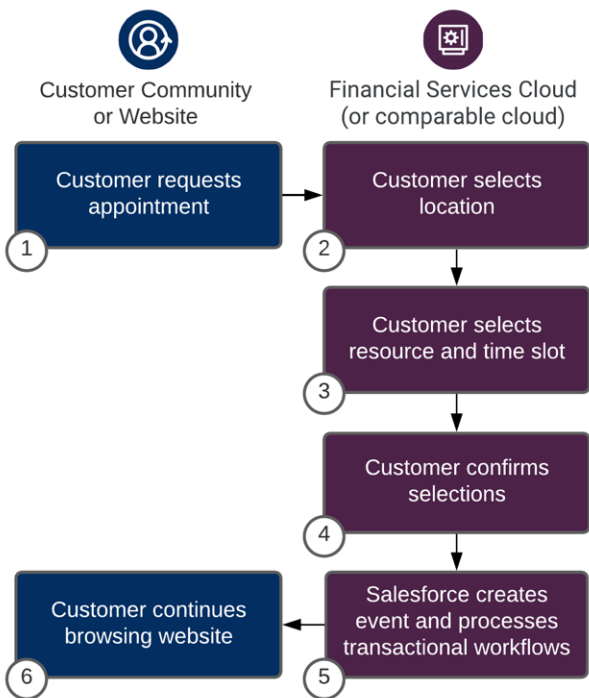 Customer Community
or Website
Financial Services Cloud
(or comparable cloud)
Customer requests
appointment
1
Customer selects
location
2
Customer selects
resource and time slot
3
Customer confirms
selections
4
Salesforce creates
event and processes
transactional workflows
5
Customer continues
browsing website
6